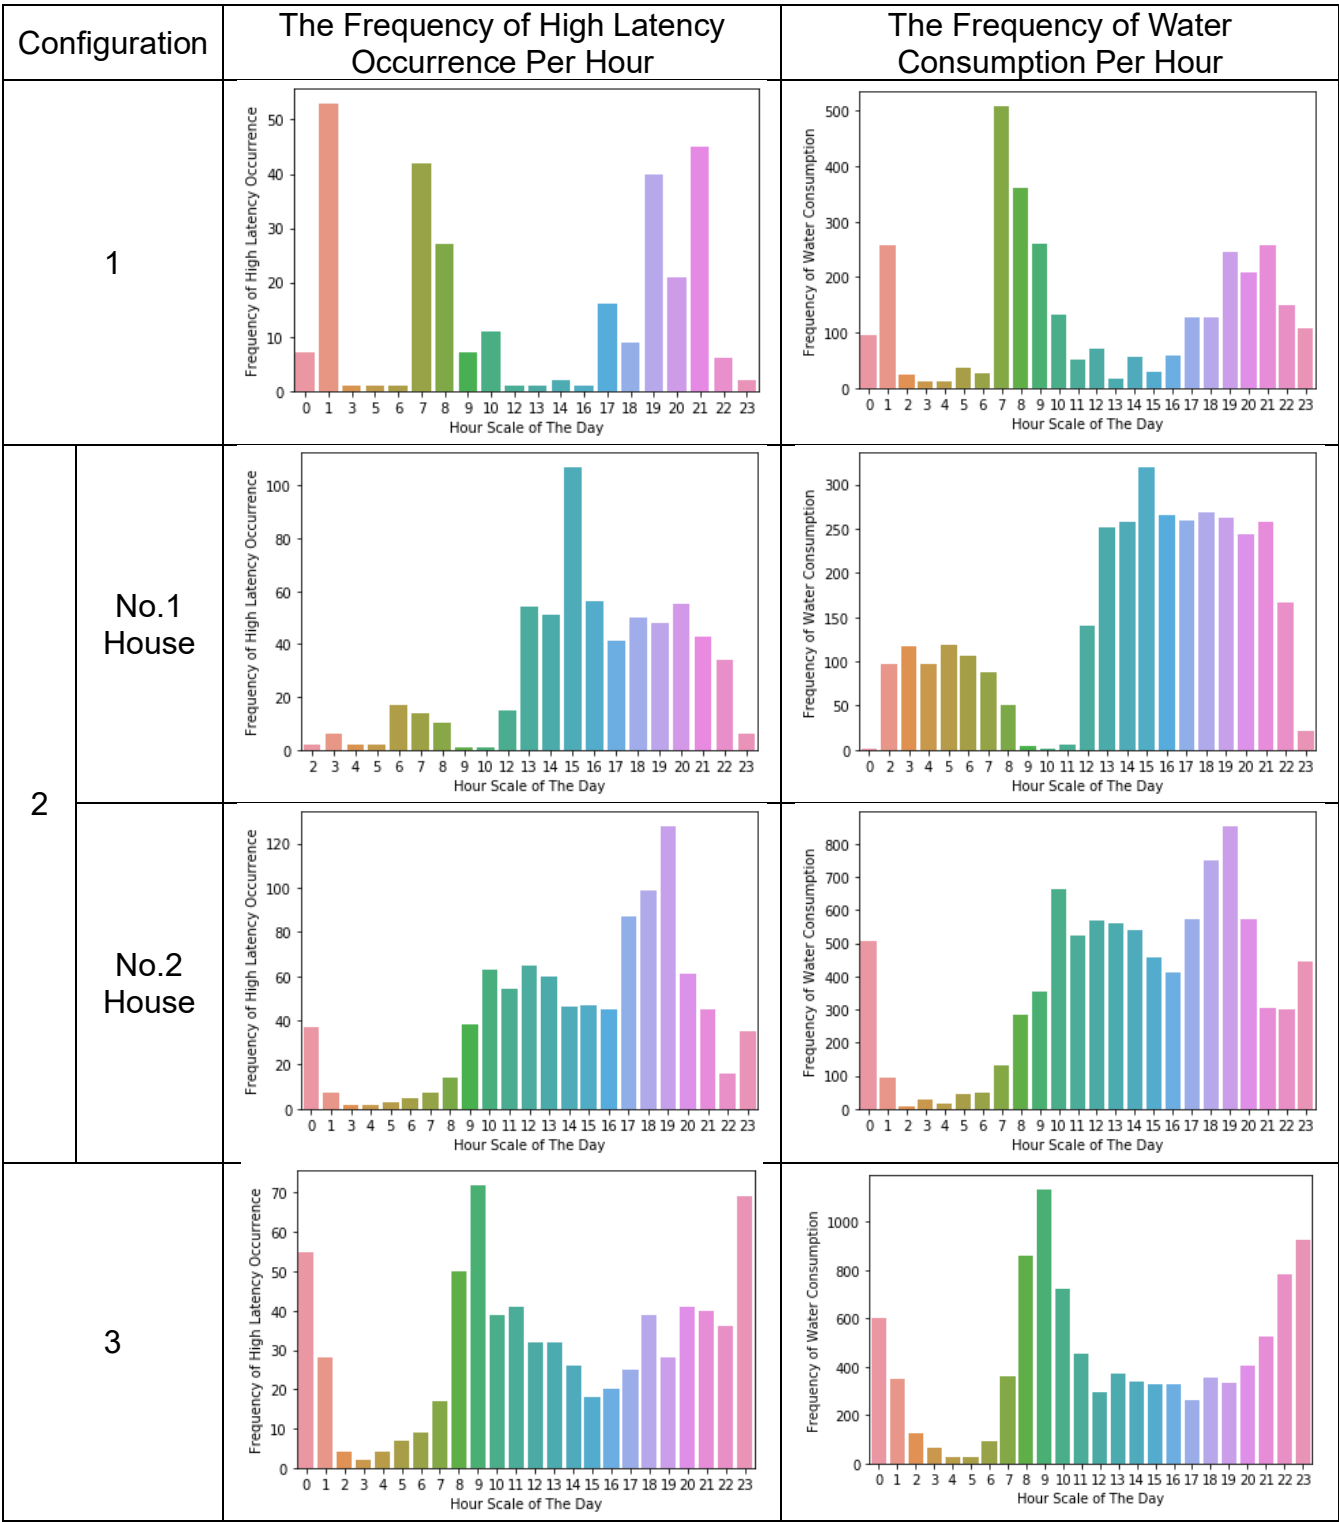 Configuration
The Frequency of High Latency
Occurrence Per Hour
The Frequency of Water
Consumption Per Hour
1
Frequency of High Latency Occurrence
50
40
30
20
10
0
0 1 3 5 6 7 8 9 10 12 13 14 16 17 18 19 20 21 22 23
Hour Scale of The Day
Frequency of Water Consumption
500
400
300
200
100
0
0 1 2 3 4 5 6 7 8 9 10 11 12 13 14 15 16 17 18 19 20 21 22 23
Hour Scale of The Day
2
No.1
House
Frequency of High Latency Occurrence
100
80
60
40
20
0
2 3 4 5 6 7 8 9 10 12 13 14 15 16 17 18 19 20 21 22 23
Hour Scale of The Day
Frequency of Water Consumption
300
250
200
150
100
50
0
0 2 3 4 5 6 7 8 9 10 11 12 13 14 15 16 17 18 19 20 21 22 23
Hour Scale of The Day
No.2
House
Frequency of High Latency Occurrence
120
100
80
60
40
20
0
0 1 3 4 5 6 7 8 9 10 11 12 13 14 15 16 17 18 19 20 21 22 23
Hour Scale of The Day
Frequency of Water Consumption
800
700
600
500
400
300
200
100
0
0 1 2 3 4 5 6 7 8 9 10 11 12 13 14 15 16 17 18 19 20 21 22 23
Hour Scale of The Day
3
Frequency of High Latency Occurrence
70
60
50
40
30
20
10
0
0 1 2 3 4 5 6 7 8 9 10 11 12 13 14 15 16 17 18 19 20 21 22 23
Hour Scale of The Day
Frequency of Water Consumption
1000
800
600
400
200
0
0 1 2 3 4 5 6 7 8 9 10 11 12 13 14 15 16 17 18 19 20 21 22 23
Hour Scale of The Day